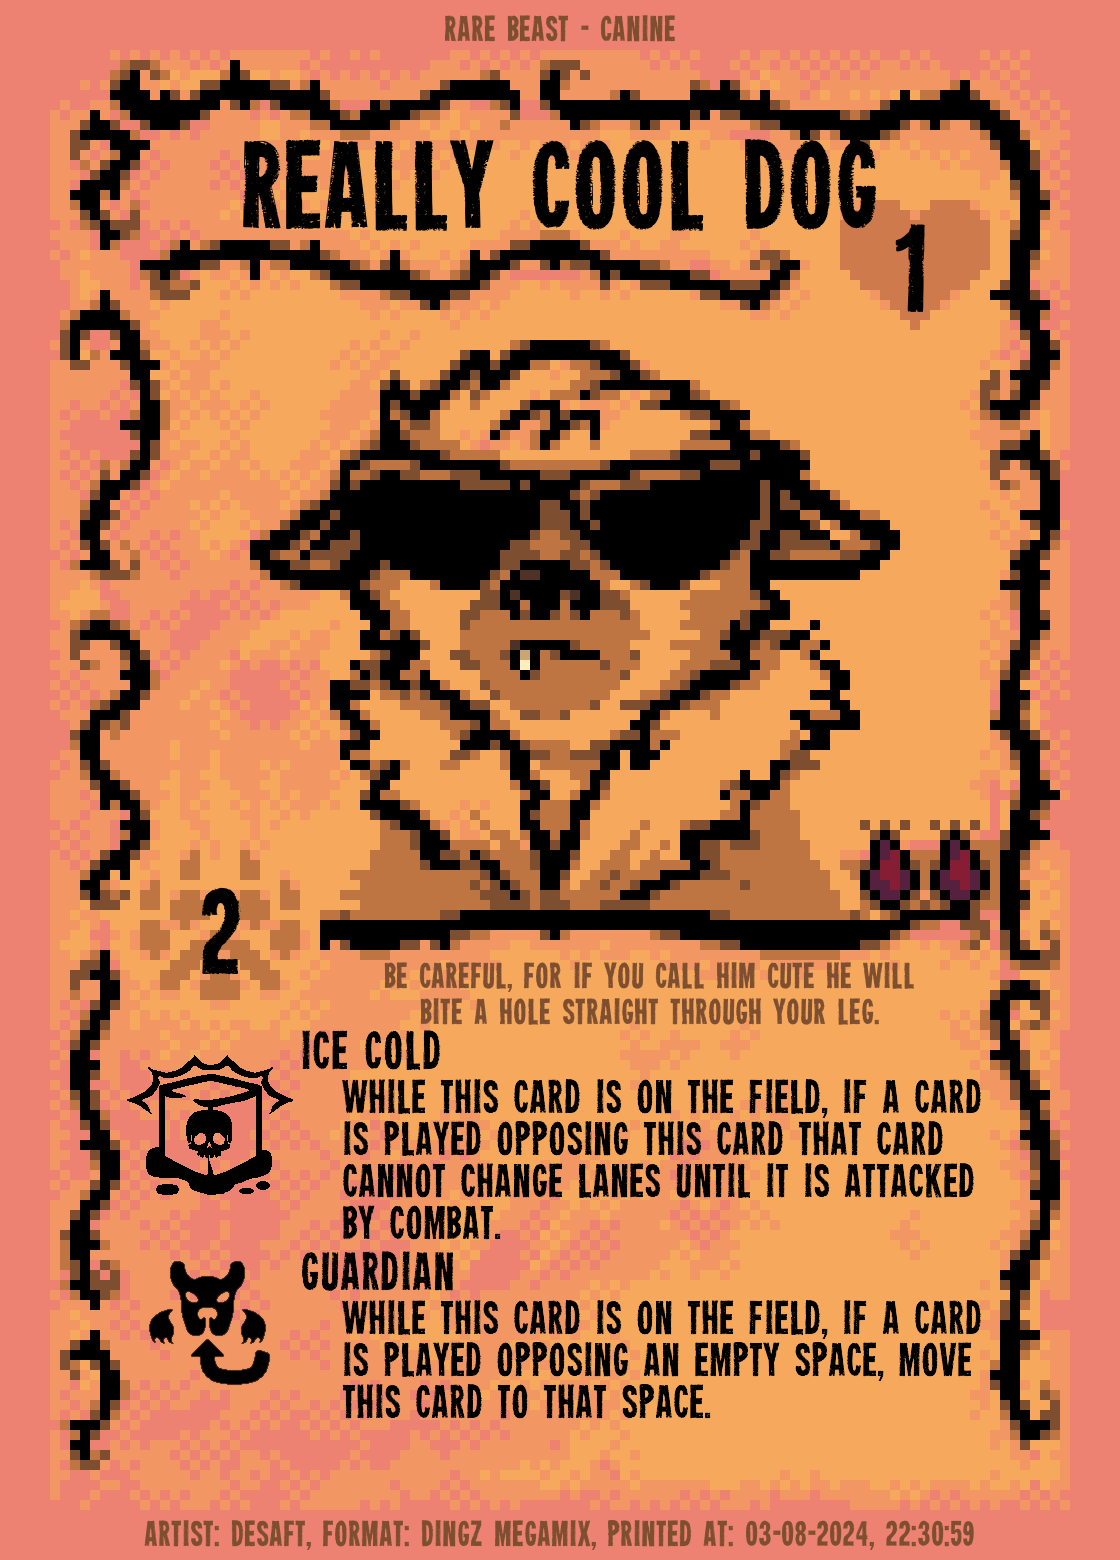 RARE BEAST - CANINE
REALLY COOL DOG
1
2
BE CAREFUL, FOR IF YOU CALL HIM CUTE HE WILL
BITE A HOLE STRAIGHT THROUGH YOUR LEG.
ICE COLD
WHILE THIS CARD IS ON THE FIELD, IF A CARD
IS PLAYED OPPOSING THIS CARD THAT CARD
CANNOT CHANGE LANES UNTIL IT IS ATTACKED
BY COMBAT.
GUARDIAN
WHILE THIS CARD IS ON THE FIELD, IF A CARD
IS PLAYED OPPOSING AN EMPTY SPACE, MOVE
THIS CARD TO THAT SPACE.
ARTIST: DESAFT, FORMAT: DINGZ MEGAMIX, PRINTED AT: 03-08-2024, 22:30:59